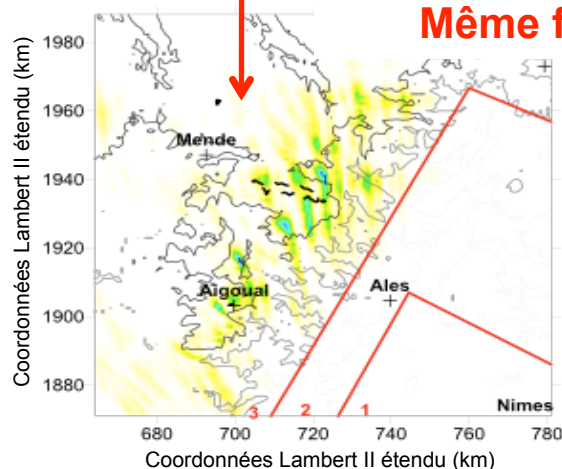 Même f
Coordonnées Lambert II étendu (km)
1980
1960
1940
1920
1900
1880
Mende
Aigoual
Ales
Nimes
3 2 1
680 700 720 740 760 780
Coordonnées Lambert II étendu (km)